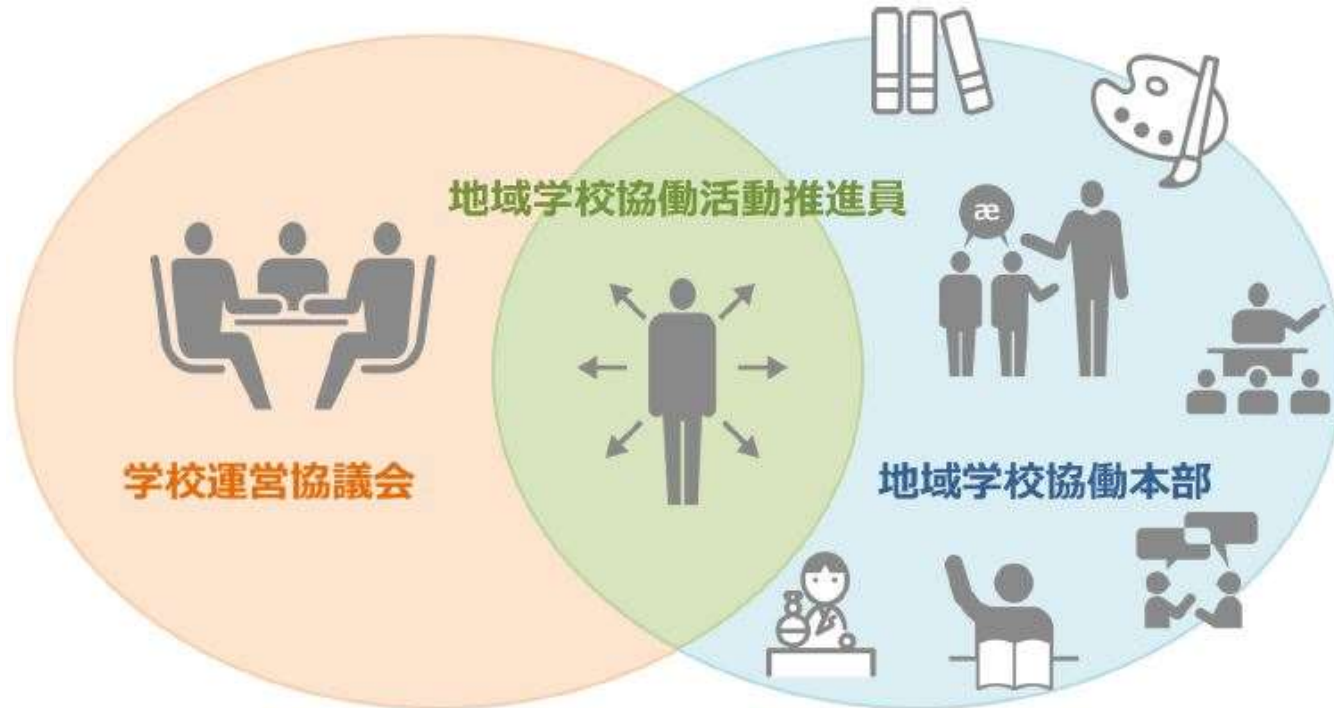 地域学校協働活動推進員
æ
学校運営協議会
地域学校協働本部